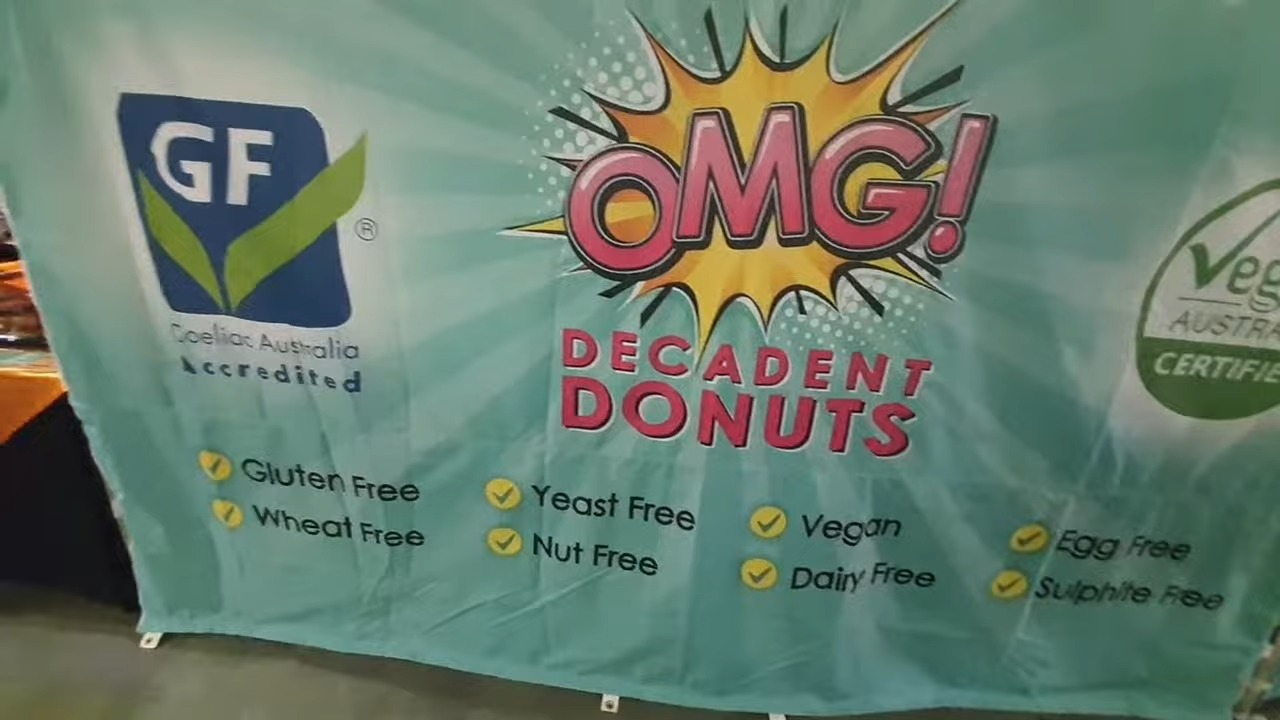 GF
®
Coeliac Australia
Accredited
OMG!
DECADENT
DONUTS
Veg
AUSTRA
CERTIFIE
Gluten Free
Wheat Free
Yeast Free
Nut Free
Vegan
Dairy Free
Egg Free
Sulphite Free